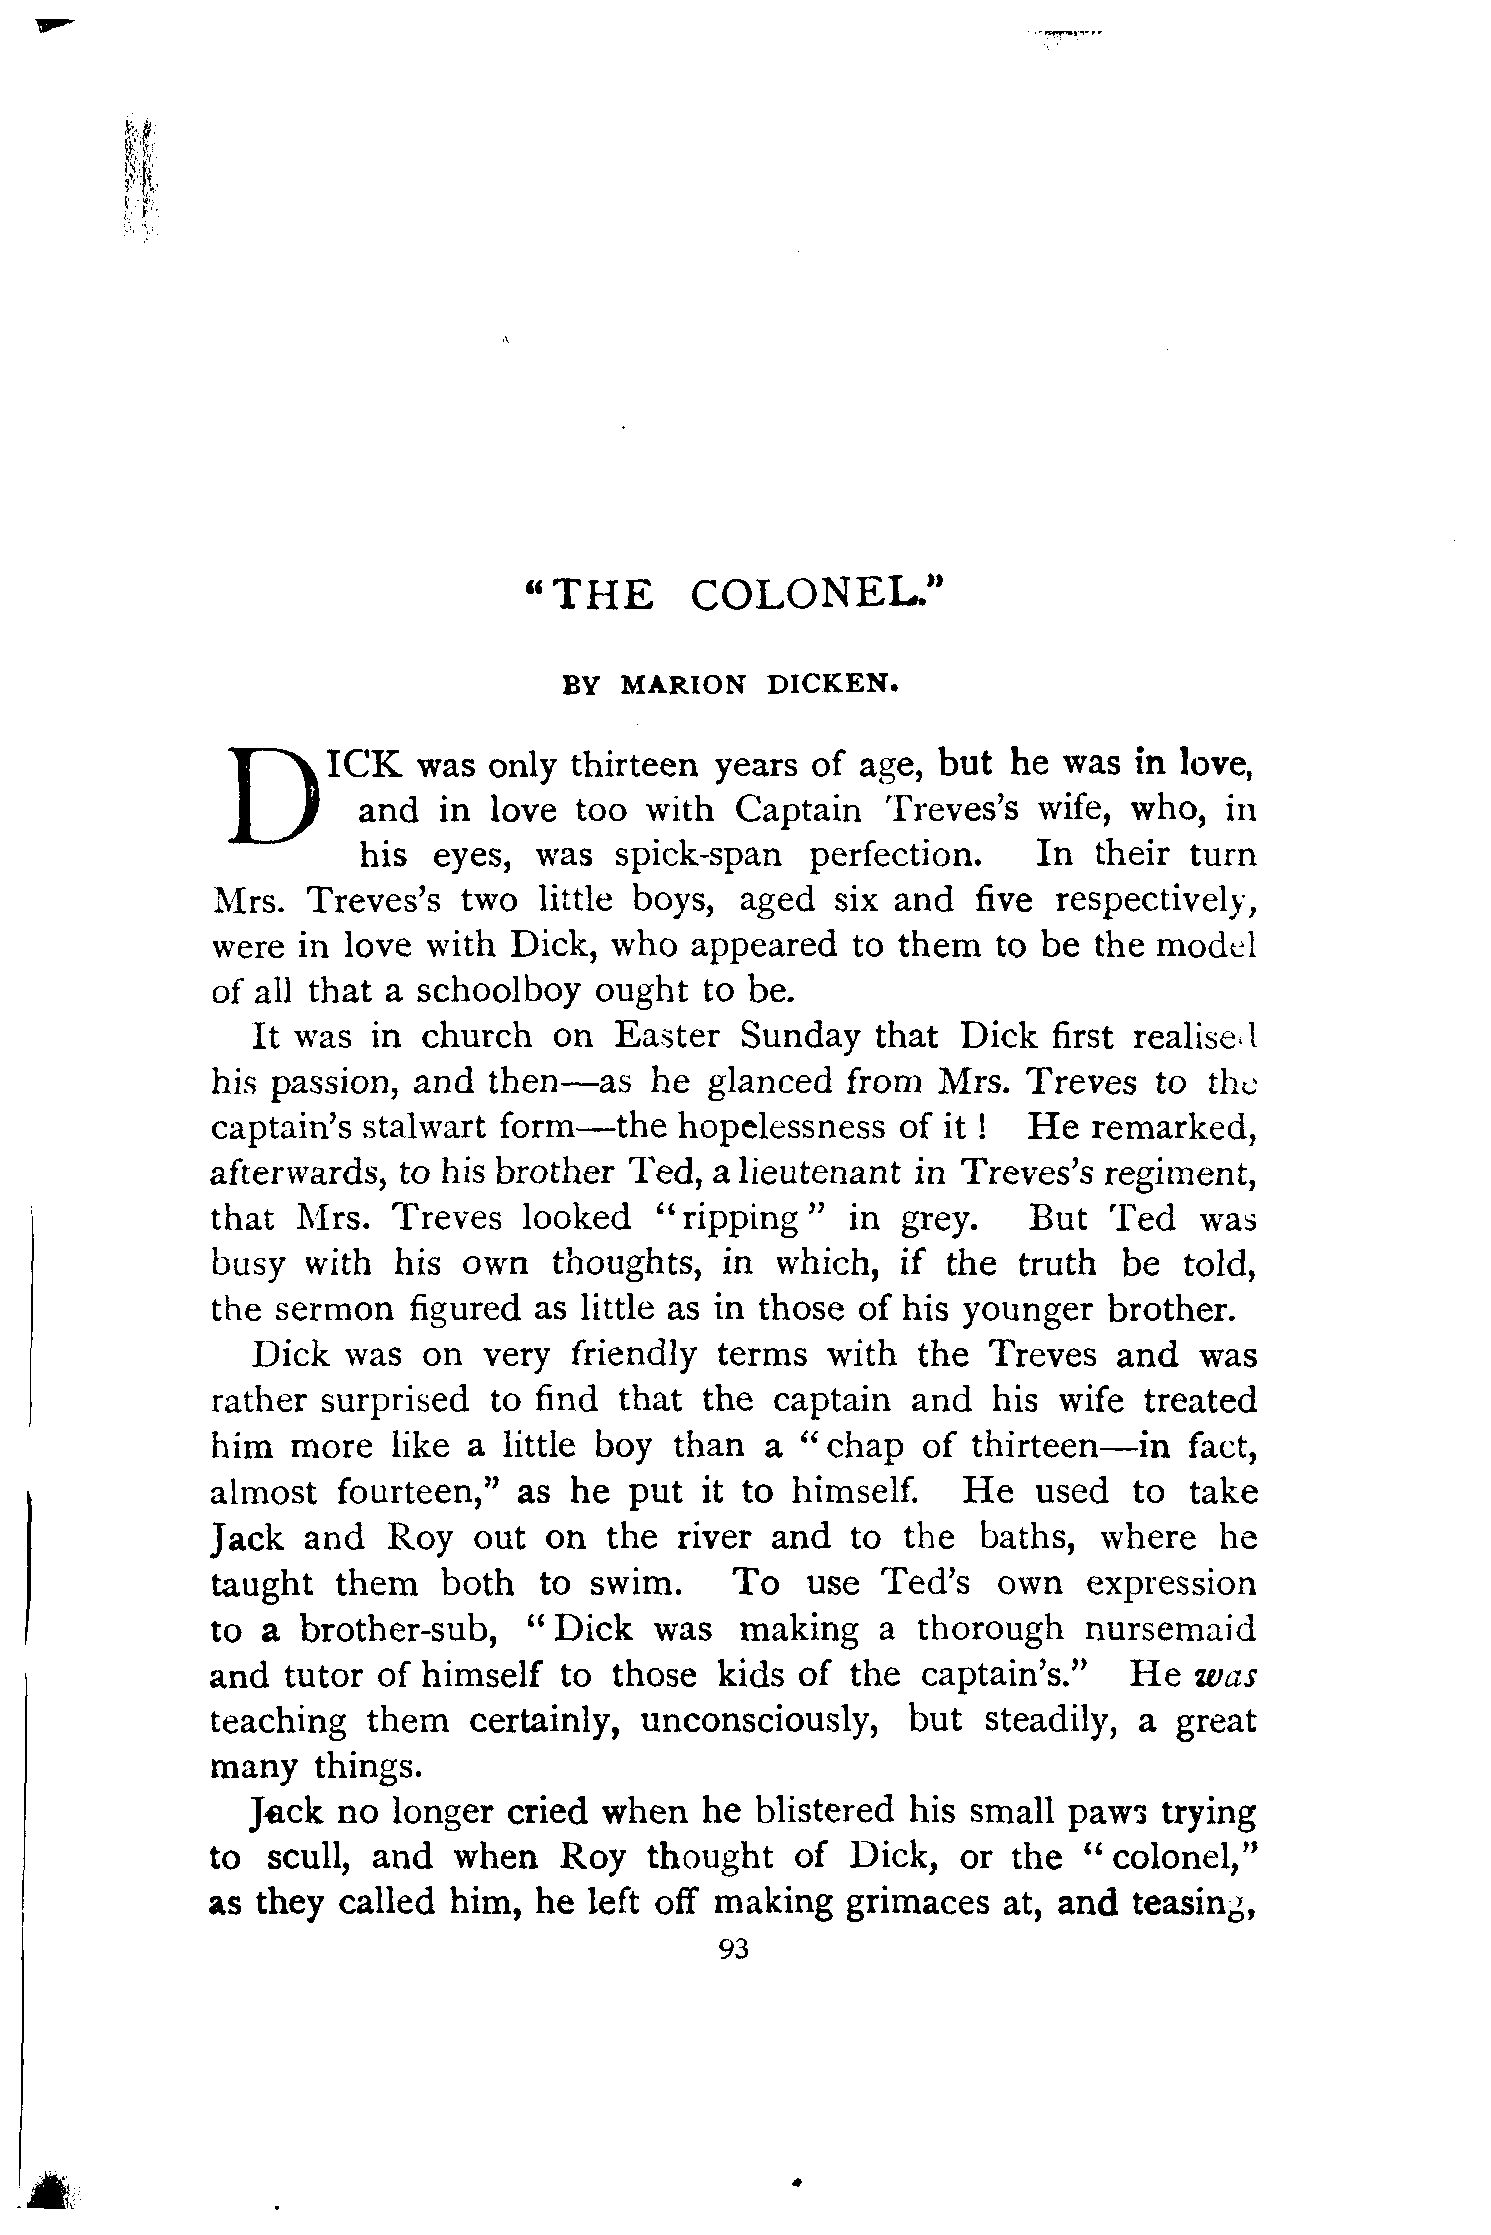 "THE COLONEL."
BY MARION DICKEN.
DICK was only thirteen years of age, but he was in love,
and in love too with Captain Treves's wife, who, in
his eyes, was spick-span perfection. In their turn
Mrs. Treves's two little boys, aged six and five respectively,
were in love with Dick, who appeared to them to be the model
of all that a schoolboy ought to be.
It was in church on Easter Sunday that Dick first realised
his passion, and then—as he glanced from Mrs. Treves to the
captain's stalwart form—the hopelessness of it! He remarked,
afterwards, to his brother Ted, a lieutenant in Treves's regiment,
that Mrs. Treves looked "ripping" in grey. But Ted was
busy with his own thoughts, in which, if the truth be told,
the sermon figured as little as in those of his younger brother.
Dick was on very friendly terms with the Treves and was
rather surprised to find that the captain and his wife treated
him more like a little boy than a "chap of thirteen—in fact,
almost fourteen," as he put it to himself. He used to take
Jack and Roy out on the river and to the baths, where he
taught them both to swim. To use Ted's own expression
to a brother-sub, "Dick was making a thorough nursemaid
and tutor of himself to those kids of the captain's." He was
teaching them certainly, unconsciously, but steadily, a great
many things.
Jack no longer cried when he blistered his small paws trying
to scull, and when Roy thought of Dick, or the "colonel,"
as they called him, he left off making grimaces at, and teasing,
93